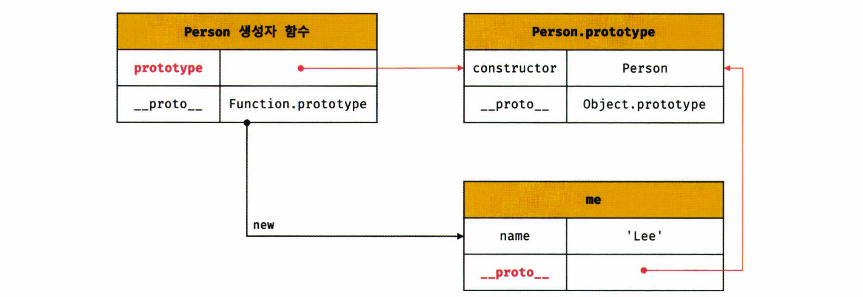 Person 생성자 함수
prototype
__proto__ Function.prototype
Person.prototype
constructor Person
__proto__ Object.prototype
new
me
name 'Lee'
__proto__